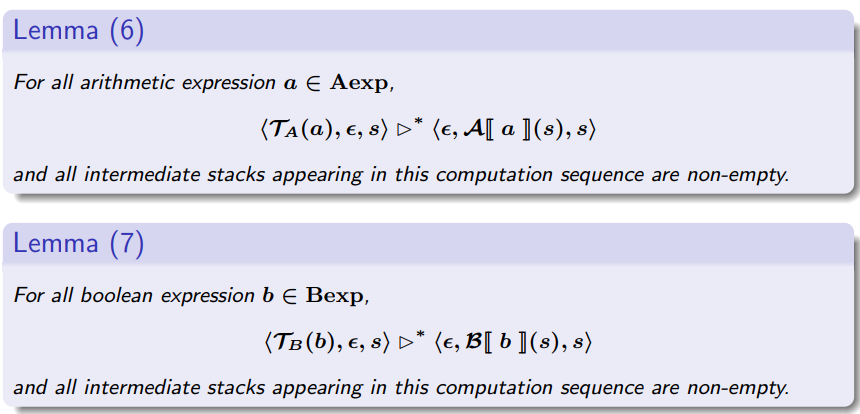 Lemma (6)
For all arithmetic expression a ∈ Aexp,
⟨𝒯_A(a), ϵ, s⟩ ▷* ⟨ϵ, 𝒜⟦ a ⟧(s), s⟩
and all intermediate stacks appearing in this computation sequence are non-empty.
Lemma (7)
For all boolean expression b ∈ Bexp,
⟨𝒯_B(b), ϵ, s⟩ ▷* ⟨ϵ, ℬ⟦ b ⟧(s), s⟩
and all intermediate stacks appearing in this computation sequence are non-empty.